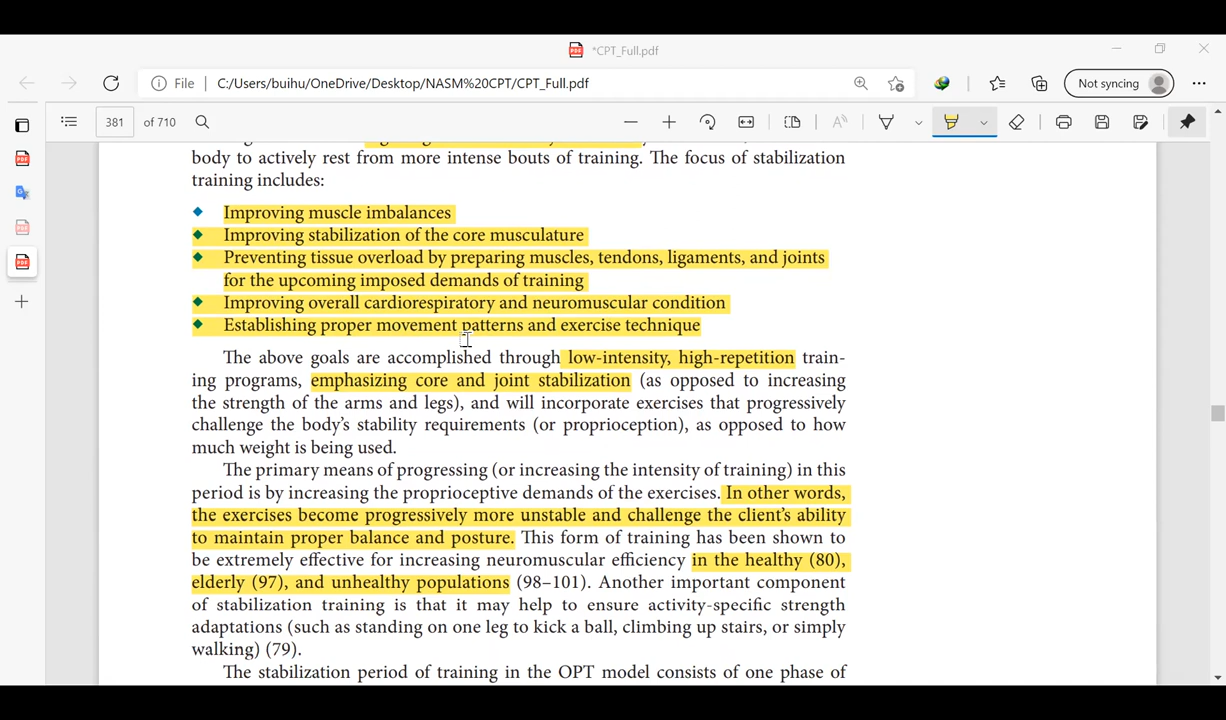 *CPT_Full.pdf
File | C:/Users/buihu/OneDrive/Desktop/NASM%20CPT/CPT_Full.pdf
Not syncing
381 of 710
body to actively rest from more intense bouts of training. The focus of stabilization
training includes:
Improving muscle imbalances
Improving stabilization of the core musculature
Preventing tissue overload by preparing muscles, tendons, ligaments, and joints
for the upcoming imposed demands of training
Improving overall cardiorespiratory and neuromuscular condition
Establishing proper movement patterns and exercise technique
The above goals are accomplished through low-intensity, high-repetition train-
ing programs, emphasizing core and joint stabilization (as opposed to increasing
the strength of the arms and legs), and will incorporate exercises that progressively
challenge the body's stability requirements (or proprioception), as opposed to how
much weight is being used.
The primary means of progressing (or increasing the intensity of training) in this
period is by increasing the proprioceptive demands of the exercises. In other words,
the exercises become progressively more unstable and challenge the client's ability
to maintain proper balance and posture. This form of training has been shown to
be extremely effective for increasing neuromuscular efficiency in the healthy (80),
elderly (97), and unhealthy populations (98–101). Another important component
of stabilization training is that it may help to ensure activity-specific strength
adaptations (such as standing on one leg to kick a ball, climbing up stairs, or simply
walking) (79).
The stabilization period of training in the OPT model consists of one phase of